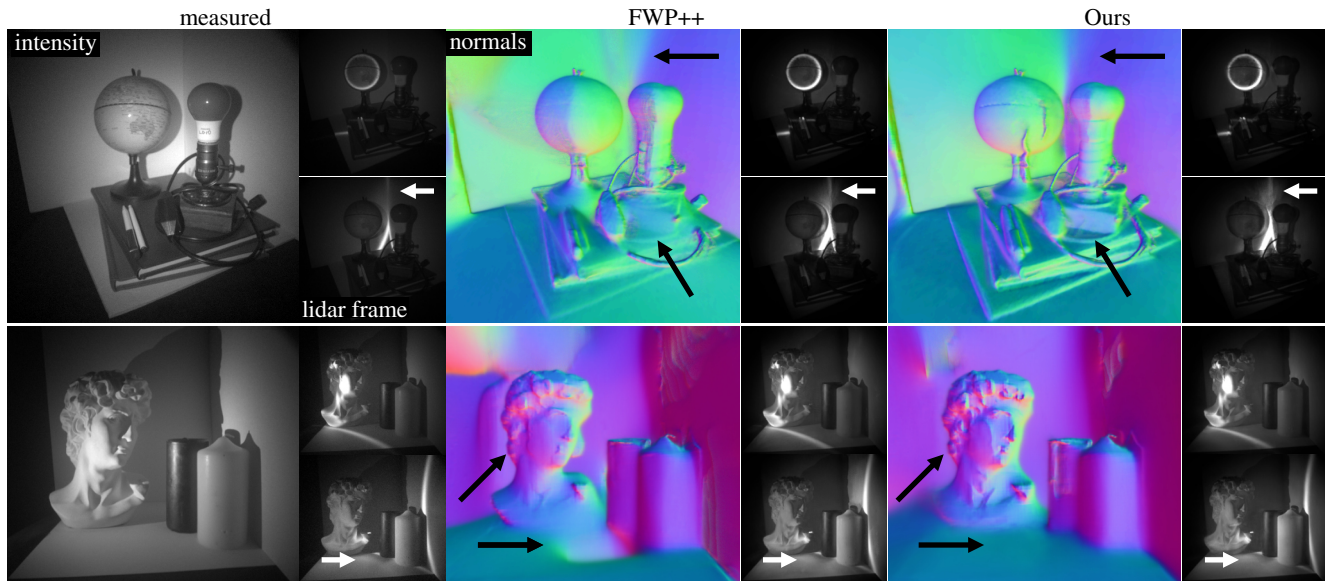 measured
FWP++
Ours
intensity
normals
lidar frame